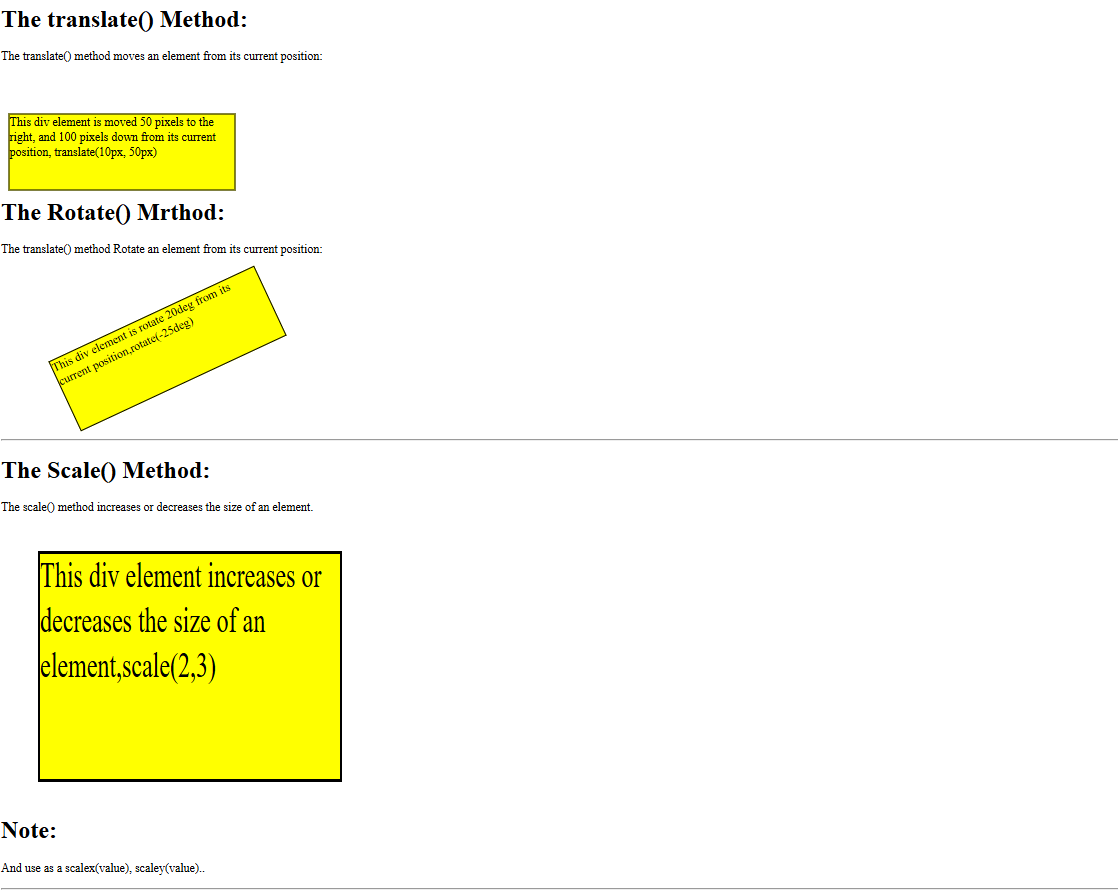 The translate() Method:
The translate() method moves an element from its current position:
This div element is moved 50 pixels to the
right, and 100 pixels down from its current
position, translate(10px, 50px)
The Rotate() Mrthod:
The translate() method Rotate an element from its current position:
This div element is rotate 20deg from its
current position,rotate(-25deg)
The Scale() Method:
The scale() method increases or decreases the size of an element.
This div element increases or
decreases the size of an
element,scale(2,3)
Note:
And use as a scalex(value), scaley(value)..